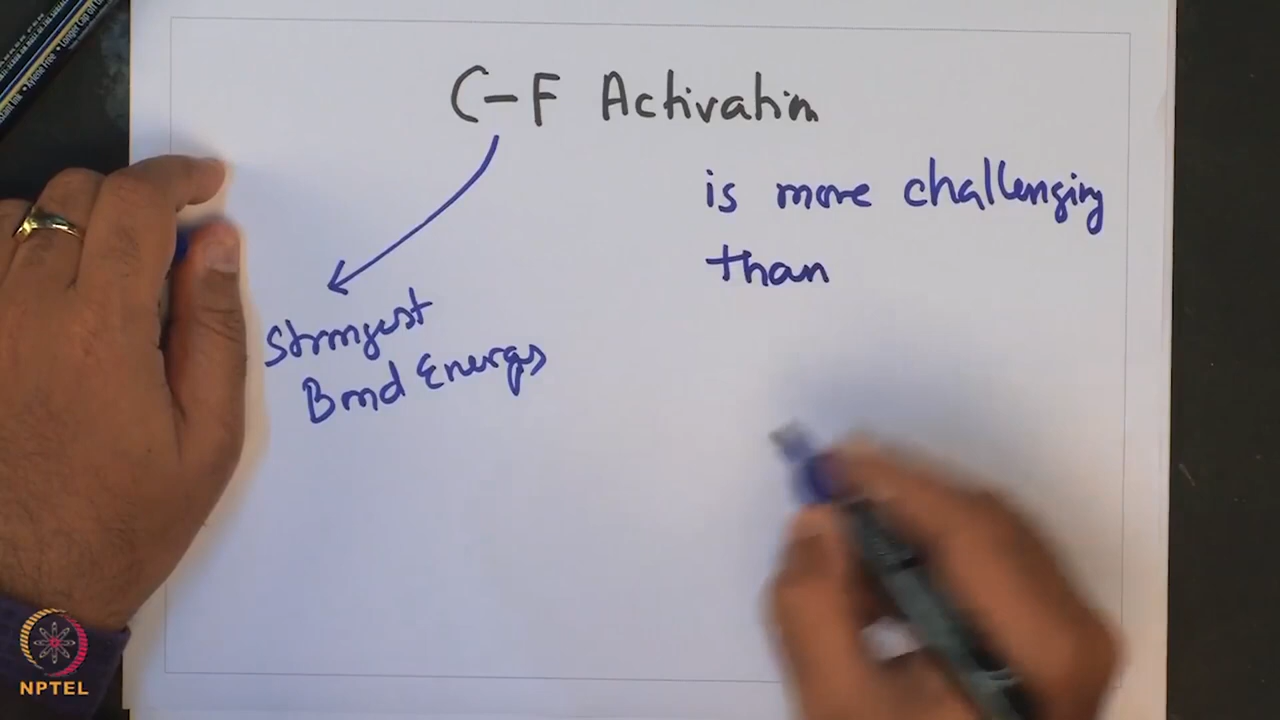 C-F Activation
is more challenging
than
Strongest
Bond Energy
NPTEL